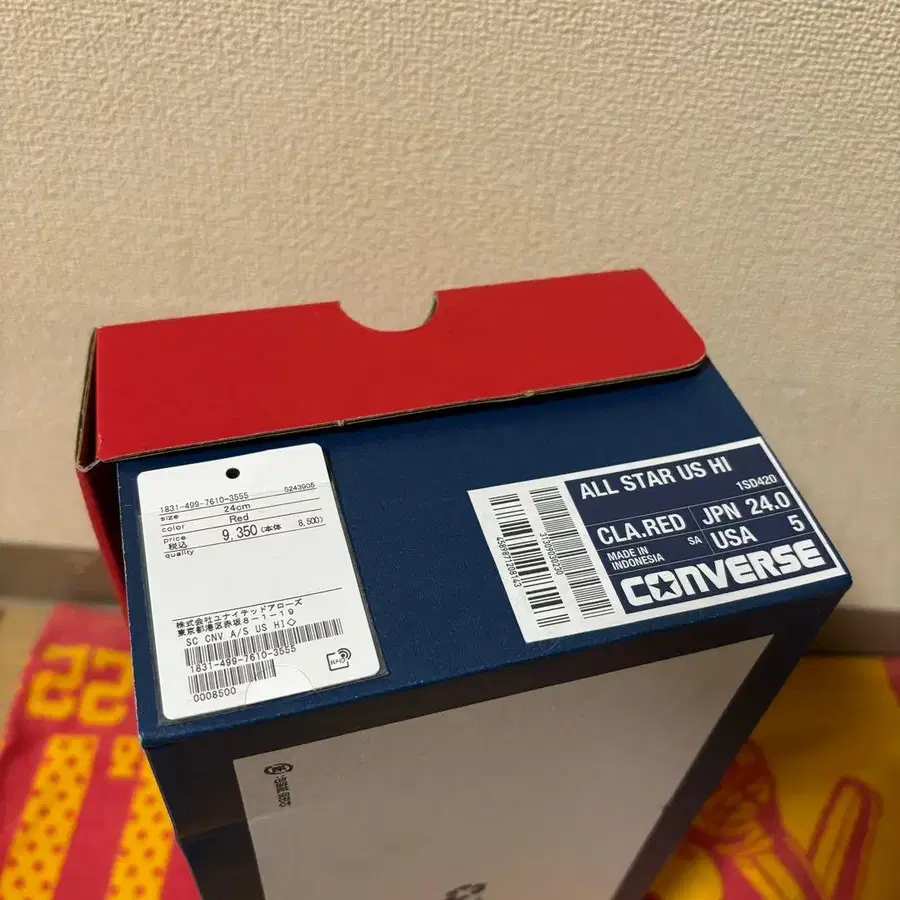 1831-499-7610-3555 5243905
size 24cm
color Red
price 9,350 (本体 8,500)
税込
quality
株式会社ユナイテッドアローズ
東京都港区赤坂8-1-19
SC CNV A/S US HI◇
1831-499-7610-3555
0008500
RFID
ALL STAR US HI
1SD420
CLA.RED JPN 24.0
SA USA 5
MADE IN
INDONESIA
CONVERSE